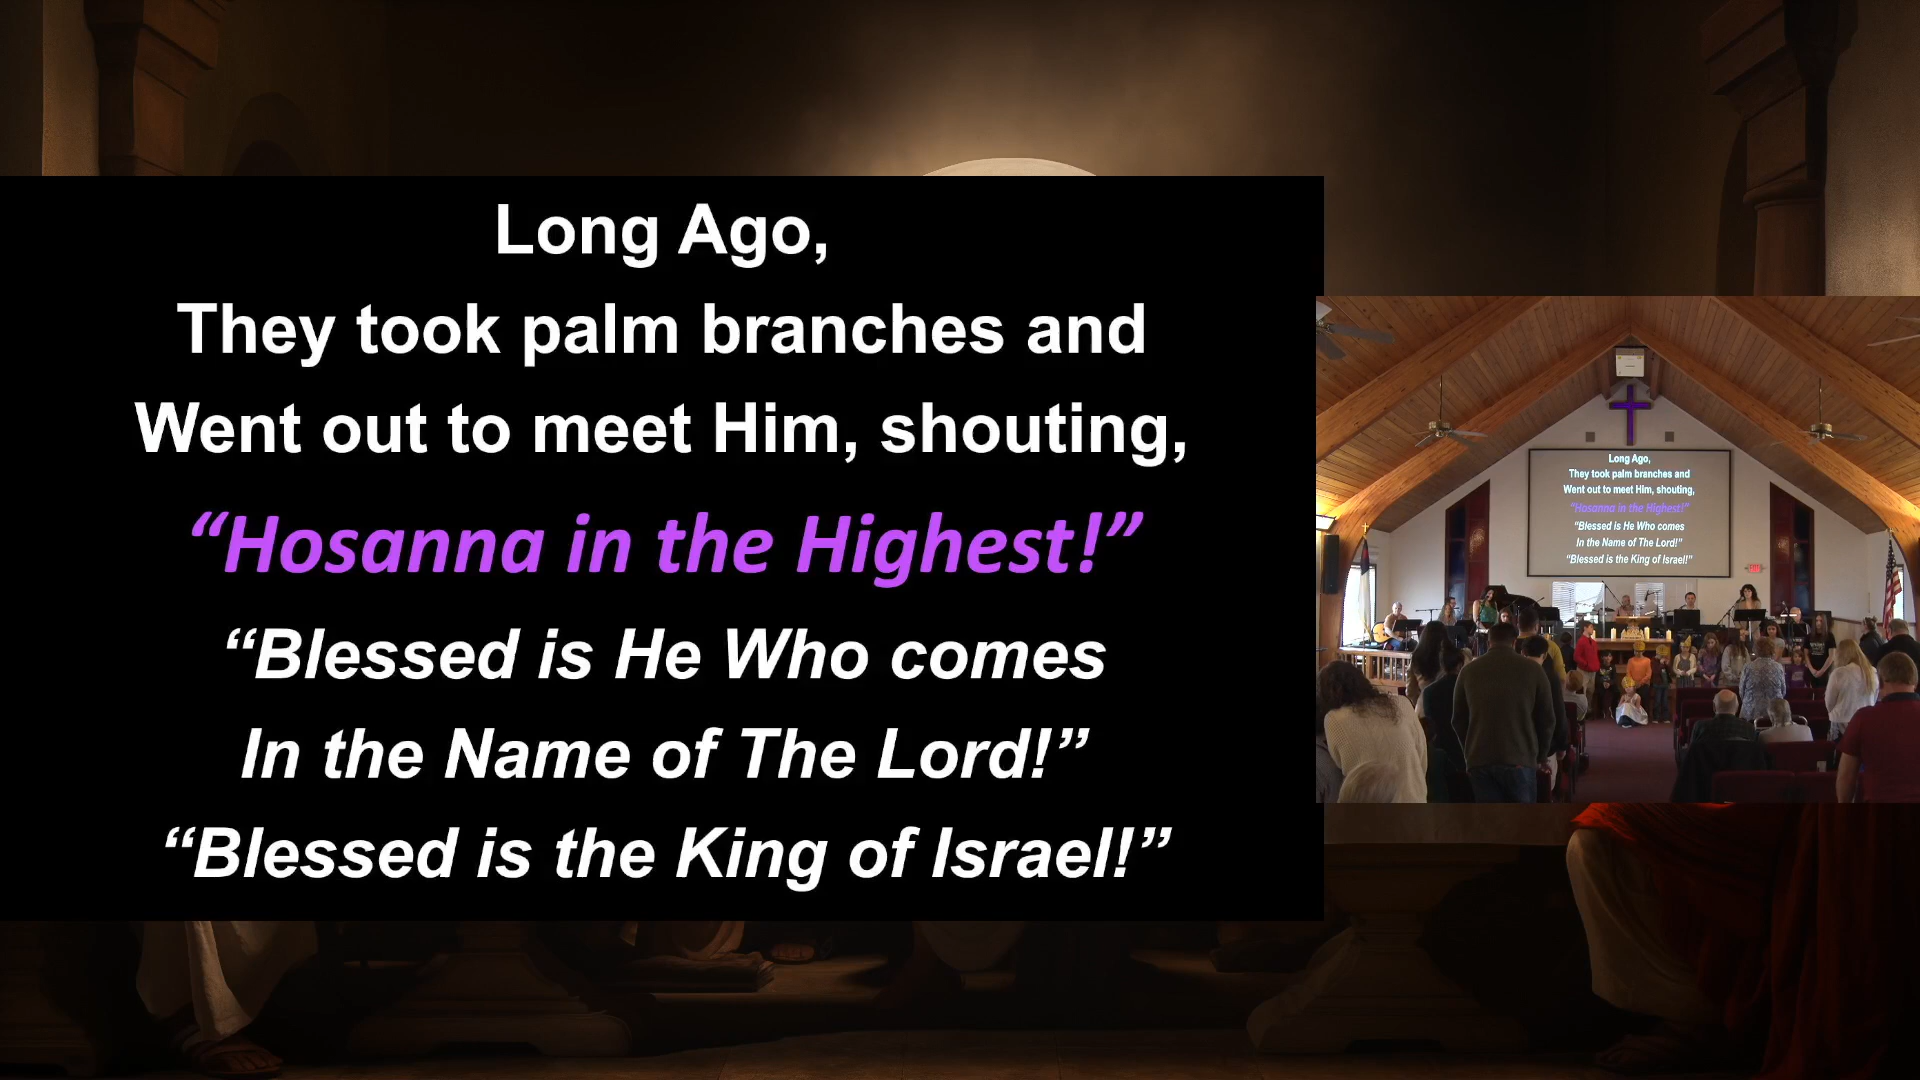 Long Ago,
They took palm branches and
Went out to meet Him, shouting,
“Hosanna in the Highest!”
“Blessed is He Who comes
In the Name of The Lord!”
“Blessed is the King of Israel!”
Long Ago,
They took palm branches and
Went out to meet Him, shouting,
“Hosanna in the Highest!”
“Blessed is He Who comes
In the Name of The Lord!”
“Blessed is the King of Israel!”